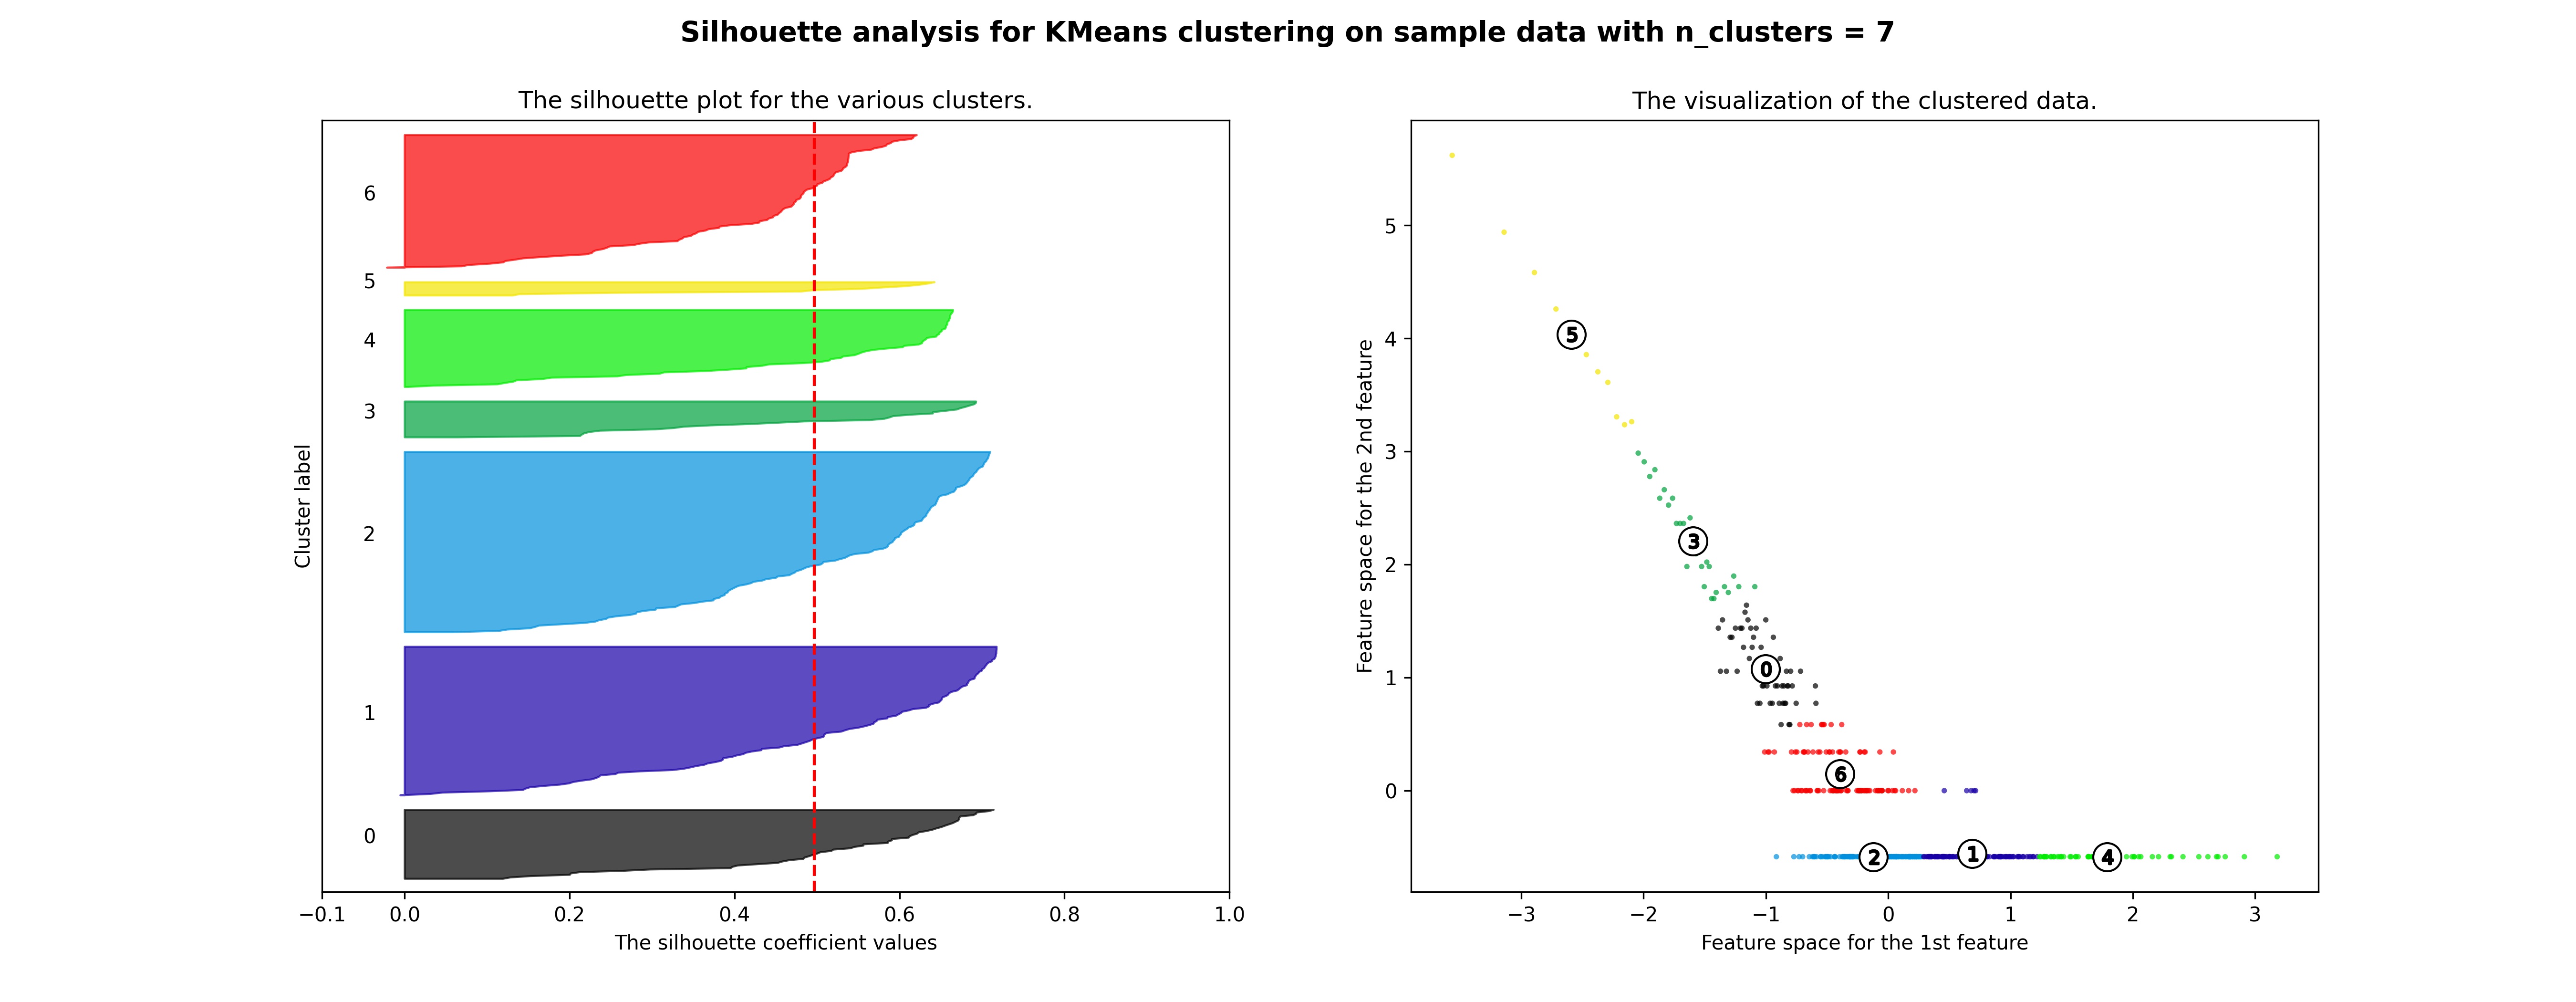 Silhouette analysis for KMeans clustering on sample data with n_clusters = 7
The silhouette plot for the various clusters.
6
5
4
3
2
1
0
Cluster label
−0.1 0.0 0.2 0.4 0.6 0.8 1.0
The silhouette coefficient values
The visualization of the clustered data.
5
4
3
2
1
0
Feature space for the 2nd feature
5
3
0
6
2 1 4
−3 −2 −1 0 1 2 3
Feature space for the 1st feature